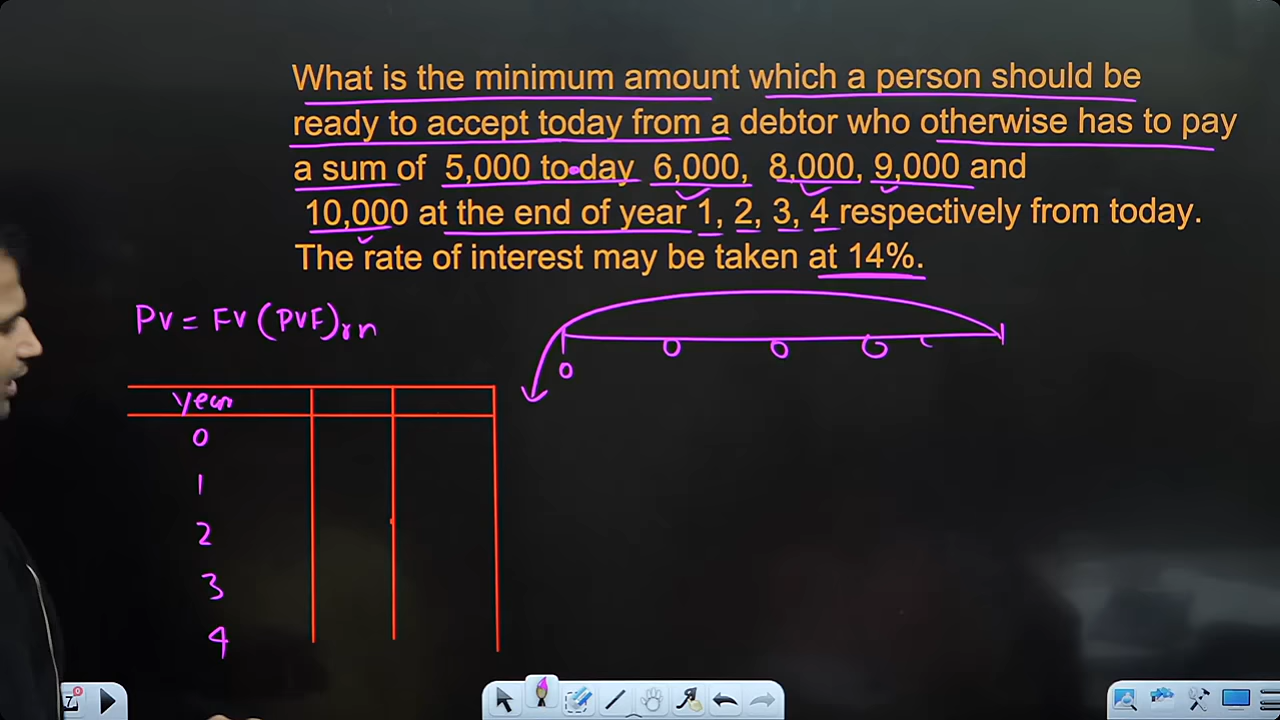 What is the minimum amount which a person should be
ready to accept today from a debtor who otherwise has to pay
a sum of 5,000 to-day 6,000, 8,000, 9,000 and
10,000 at the end of year 1, 2, 3, 4 respectively from today.
The rate of interest may be taken at 14%.
PV = FV (PVF)rn
0 0 0 0
year
0
1
2
3
4